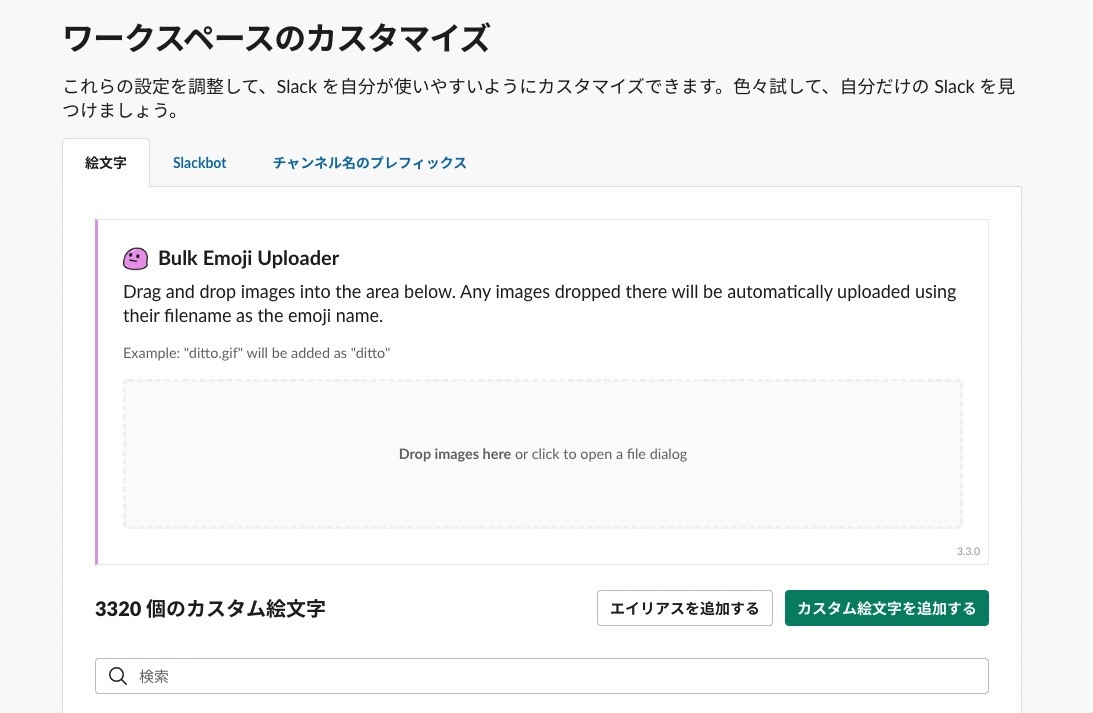 ワークスペースのカスタマイズ
これらの設定を調整して、Slack を自分が使いやすいようにカスタマイズできます。色々試して、自分だけの Slack を見
つけましょう。
絵文字 Slackbot チャンネル名のプレフィックス
Bulk Emoji Uploader
Drag and drop images into the area below. Any images dropped there will be automatically uploaded using
their filename as the emoji name.
Example: "ditto.gif" will be added as "ditto"
Drop images here or click to open a file dialog
3.3.0
3320 個のカスタム絵文字 エイリアスを追加する カスタム絵文字を追加する
検索